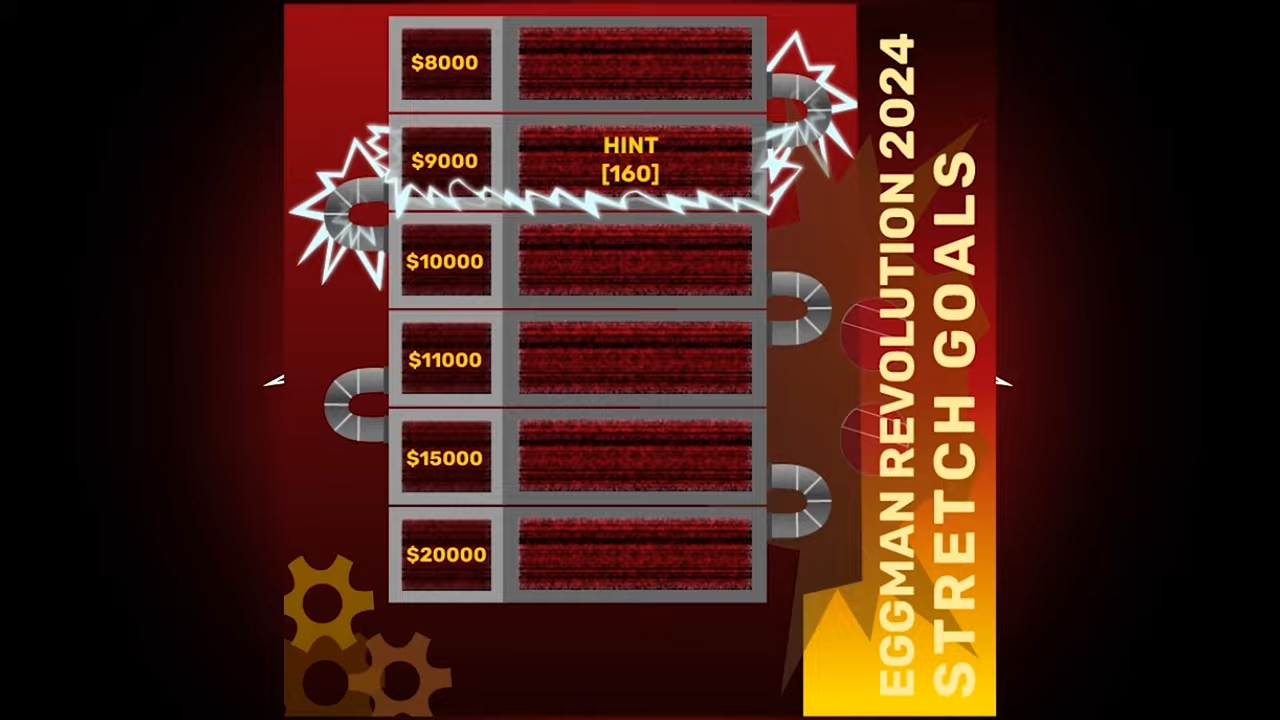 $8000
$9000
HINT
[160]
$10000
$11000
$15000
$20000
EGGMAN REVOLUTION 2024
STRETCH GOALS